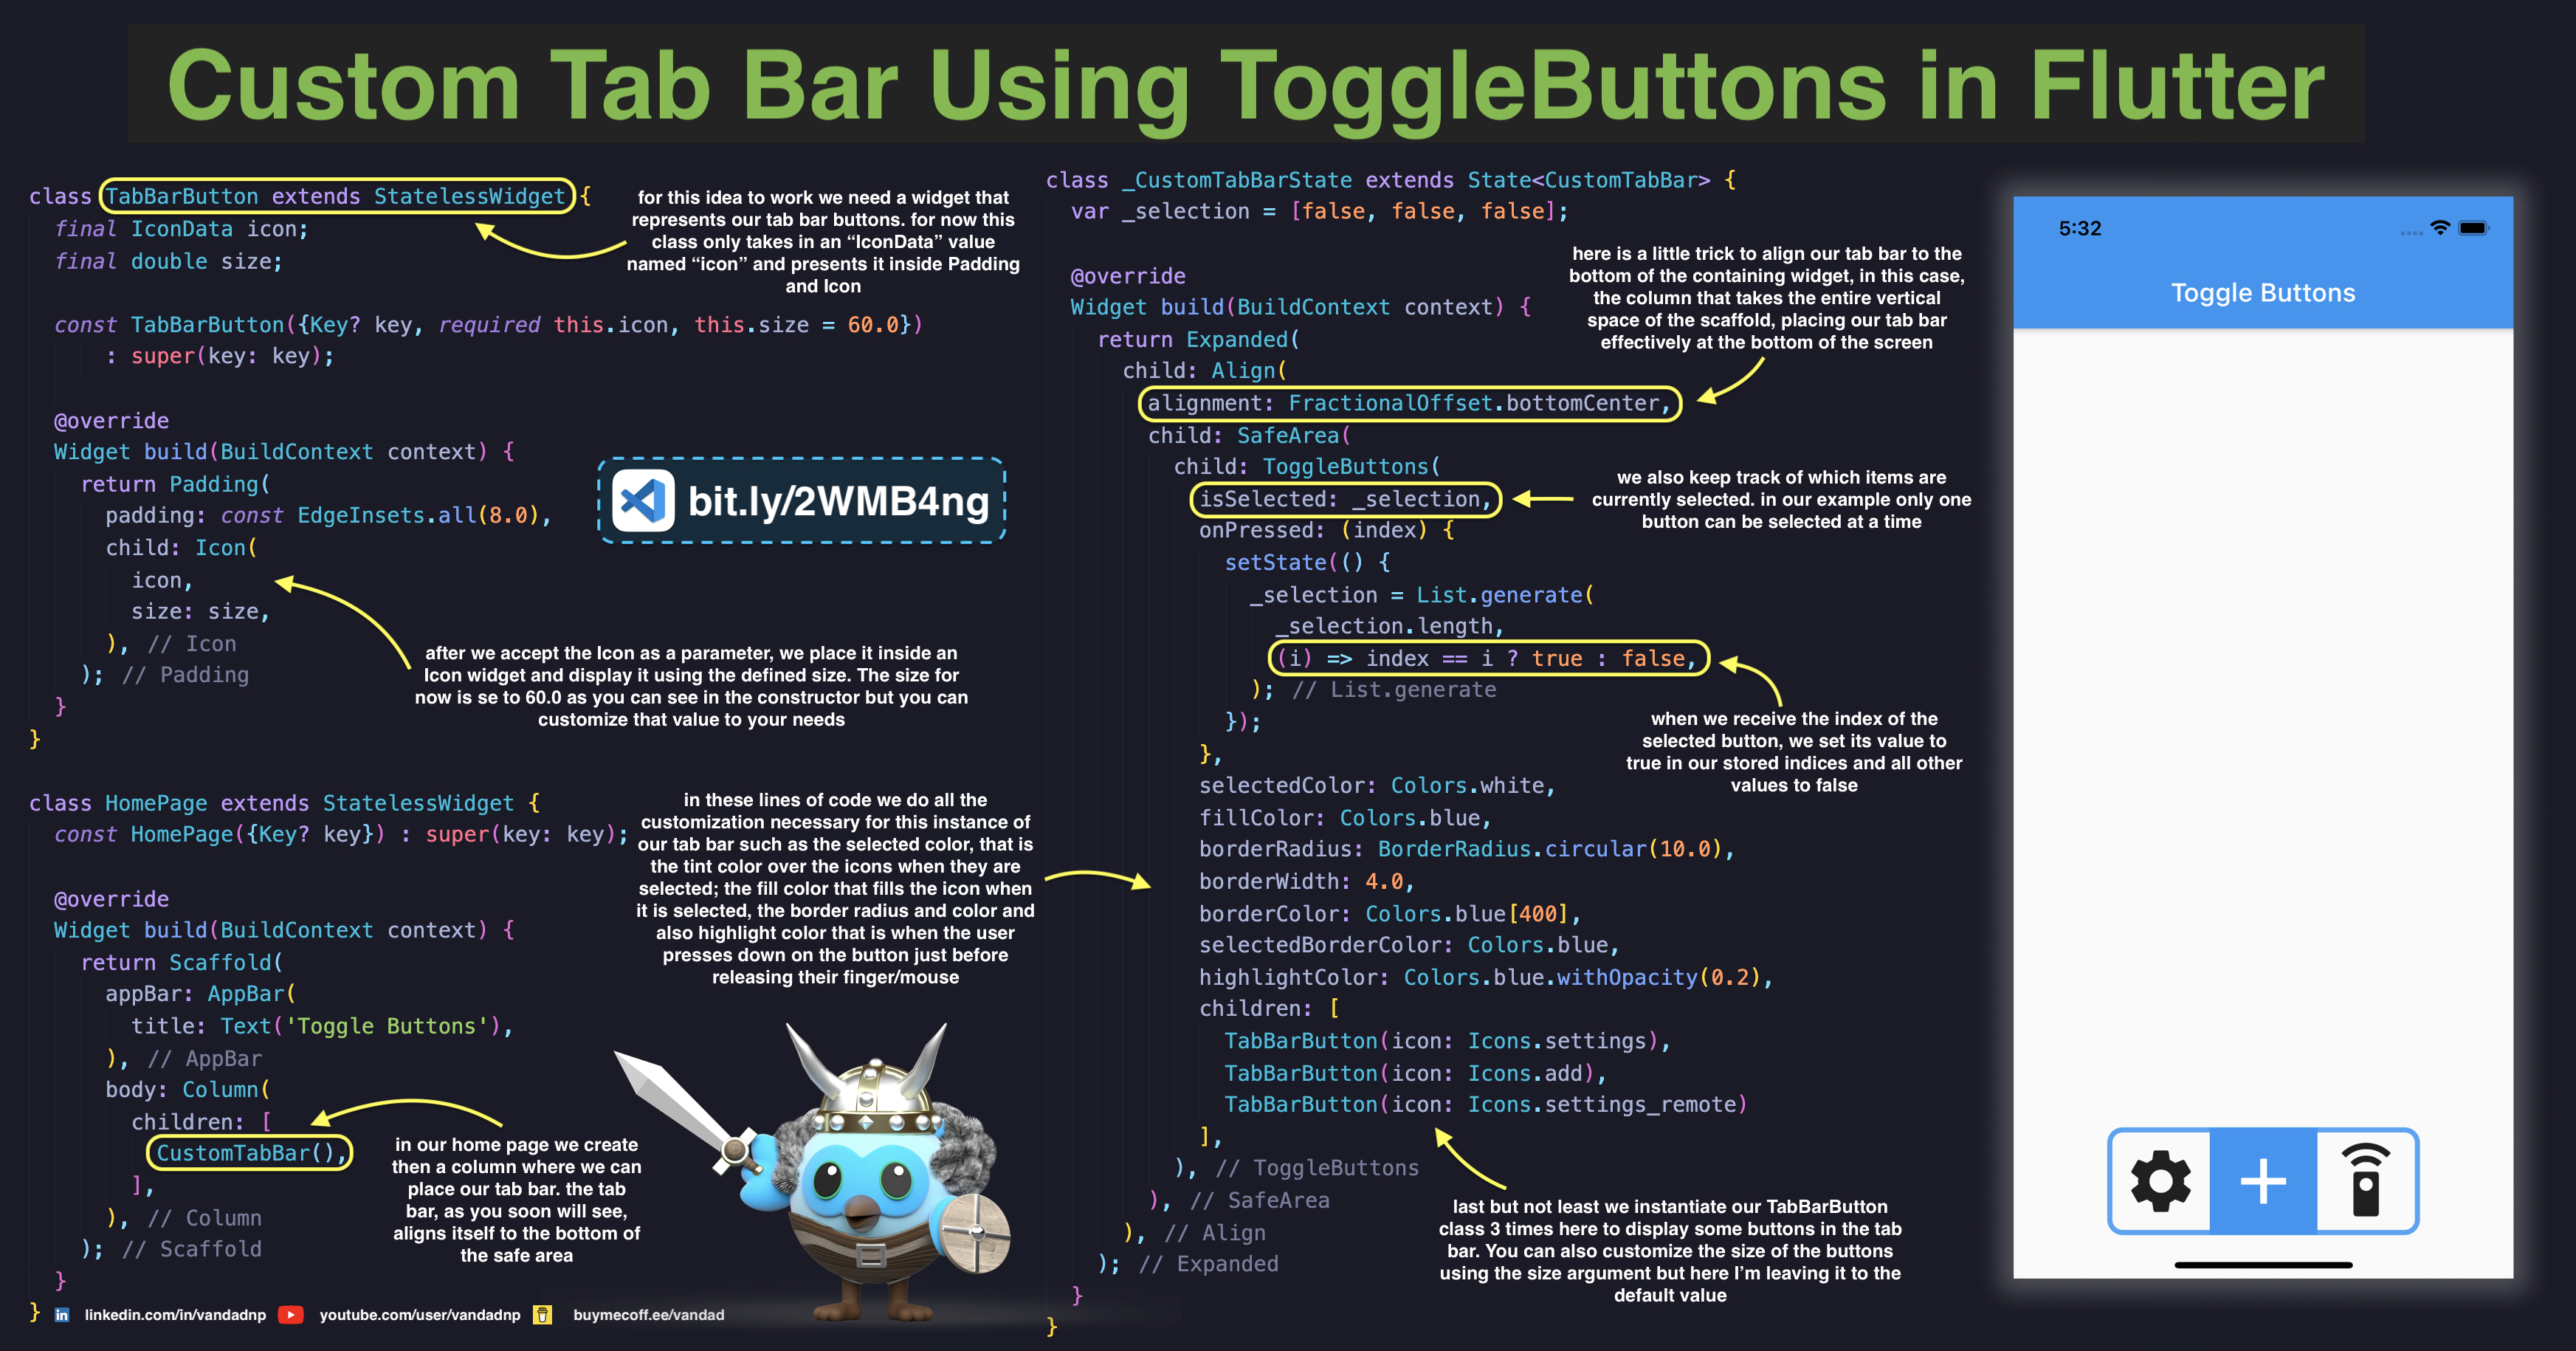 Custom Tab Bar Using ToggleButtons in Flutter
class TabBarButton extends StatelessWidget {
final IconData icon;
final double size;
const TabBarButton({Key? key, required this.icon, this.size = 60.0})
: super(key: key);
@override
Widget build(BuildContext context) {
return Padding(
padding: const EdgeInsets.all(8.0),
child: Icon(
icon,
size: size,
), // Icon
); // Padding
}
}
for this idea to work we need a widget that
represents our tab bar buttons. for now this
class only takes in an “IconData” value
named “icon” and presents it inside Padding
and Icon
bit.ly/2WMB4ng
after we accept the Icon as a parameter, we place it inside an
Icon widget and display it using the defined size. The size for
now is se to 60.0 as you can see in the constructor but you can
customize that value to your needs
class HomePage extends StatelessWidget {
const HomePage({Key? key}) : super(key: key);
@override
Widget build(BuildContext context) {
return Scaffold(
appBar: AppBar(
title: Text('Toggle Buttons'),
), // AppBar
body: Column(
children: [
CustomTabBar(),
],
), // Column
); // Scaffold
}
}
in these lines of code we do all the
customization necessary for this instance of
our tab bar such as the selected color, that is
the tint color over the icons when they are
selected; the fill color that fills the icon when
it is selected, the border radius and color and
also highlight color that is when the user
presses down on the button just before
releasing their finger/mouse
in our home page we create
then a column where we can
place our tab bar. the tab
bar, as you soon will see,
aligns itself to the bottom of
the safe area
linkedin.com/in/vandadnp
youtube.com/user/vandadnp
buymecoff.ee/vandad
class _CustomTabBarState extends State<CustomTabBar> {
var _selection = [false, false, false];
@override
Widget build(BuildContext context) {
return Expanded(
child: Align(
alignment: FractionalOffset.bottomCenter,
child: SafeArea(
child: ToggleButtons(
isSelected: _selection,
onPressed: (index) {
setState(() {
_selection = List.generate(
_selection.length,
(i) => index == i ? true : false,
); // List.generate
});
},
selectedColor: Colors.white,
fillColor: Colors.blue,
borderRadius: BorderRadius.circular(10.0),
borderWidth: 4.0,
borderColor: Colors.blue[400],
selectedBorderColor: Colors.blue,
highlightColor: Colors.blue.withOpacity(0.2),
children: [
TabBarButton(icon: Icons.settings),
TabBarButton(icon: Icons.add),
TabBarButton(icon: Icons.settings_remote)
],
), // ToggleButtons
), // SafeArea
), // Align
); // Expanded
}
}
here is a little trick to align our tab bar to the
bottom of the containing widget, in this case,
the column that takes the entire vertical
space of the scaffold, placing our tab bar
effectively at the bottom of the screen
we also keep track of which items are
currently selected. in our example only one
button can be selected at a time
when we receive the index of the
selected button, we set its value to
true in our stored indices and all other
values to false
last but not least we instantiate our TabBarButton
class 3 times here to display some buttons in the tab
bar. You can also customize the size of the buttons
using the size argument but here I’m leaving it to the
default value
5:32
Toggle Buttons